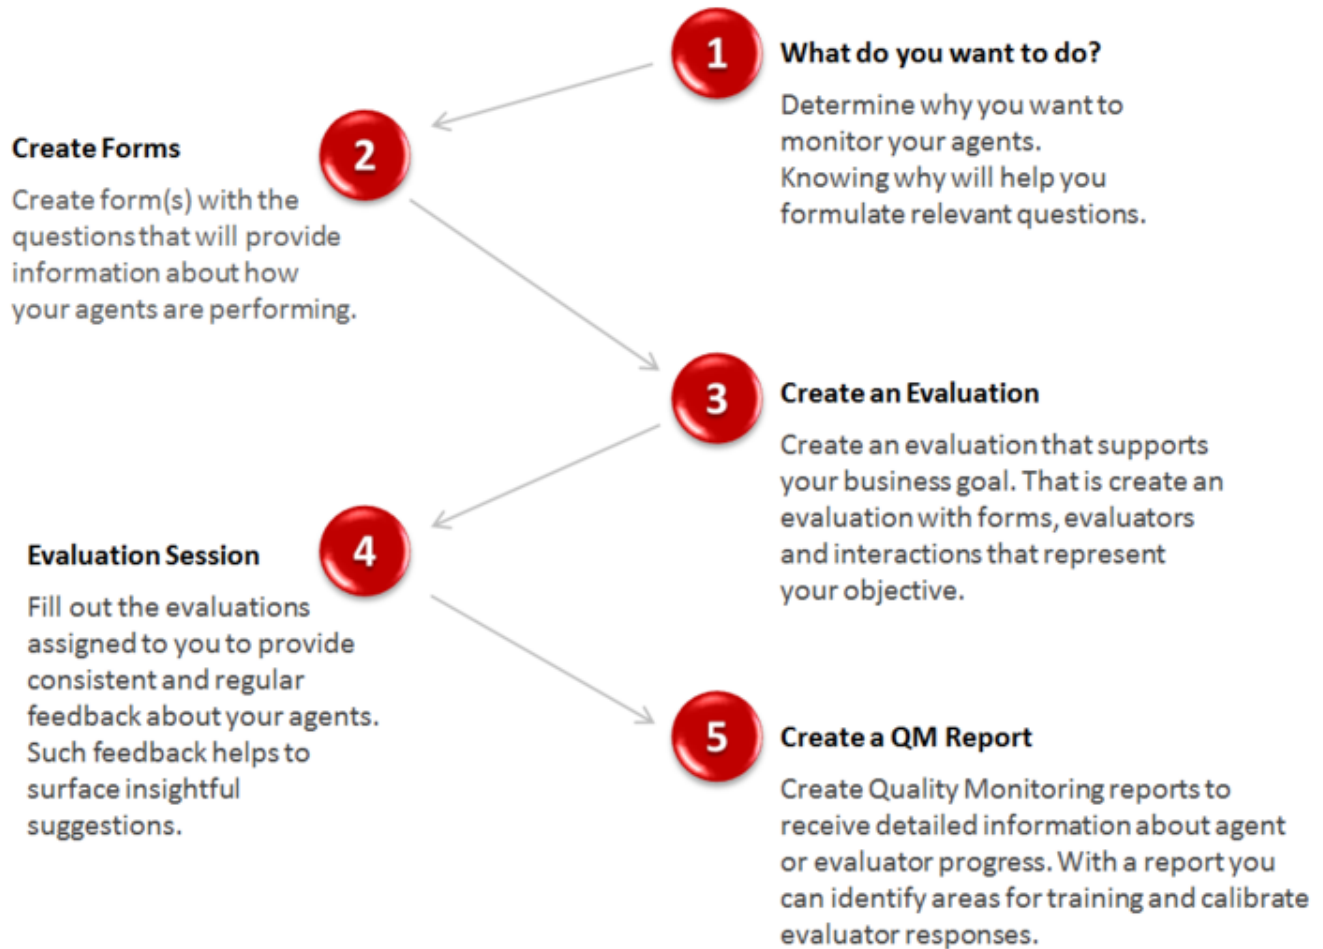 1
What do you want to do?
Determine why you want to
monitor your agents.
Knowing why will help you
formulate relevant questions.
2
Create Forms
Create form(s) with the
questions that will provide
information about how
your agents are performing.
3
Create an Evaluation
Create an evaluation that supports
your business goal. That is create an
evaluation with forms, evaluators
and interactions that represent
your objective.
4
Evaluation Session
Fill out the evaluations
assigned to you to provide
consistent and regular
feedback about your agents.
Such feedback helps to
surface insightful
suggestions.
5
Create a QM Report
Create Quality Monitoring reports to
receive detailed information about agent
or evaluator progress. With a report you
can identify areas for training and calibrate
evaluator responses.